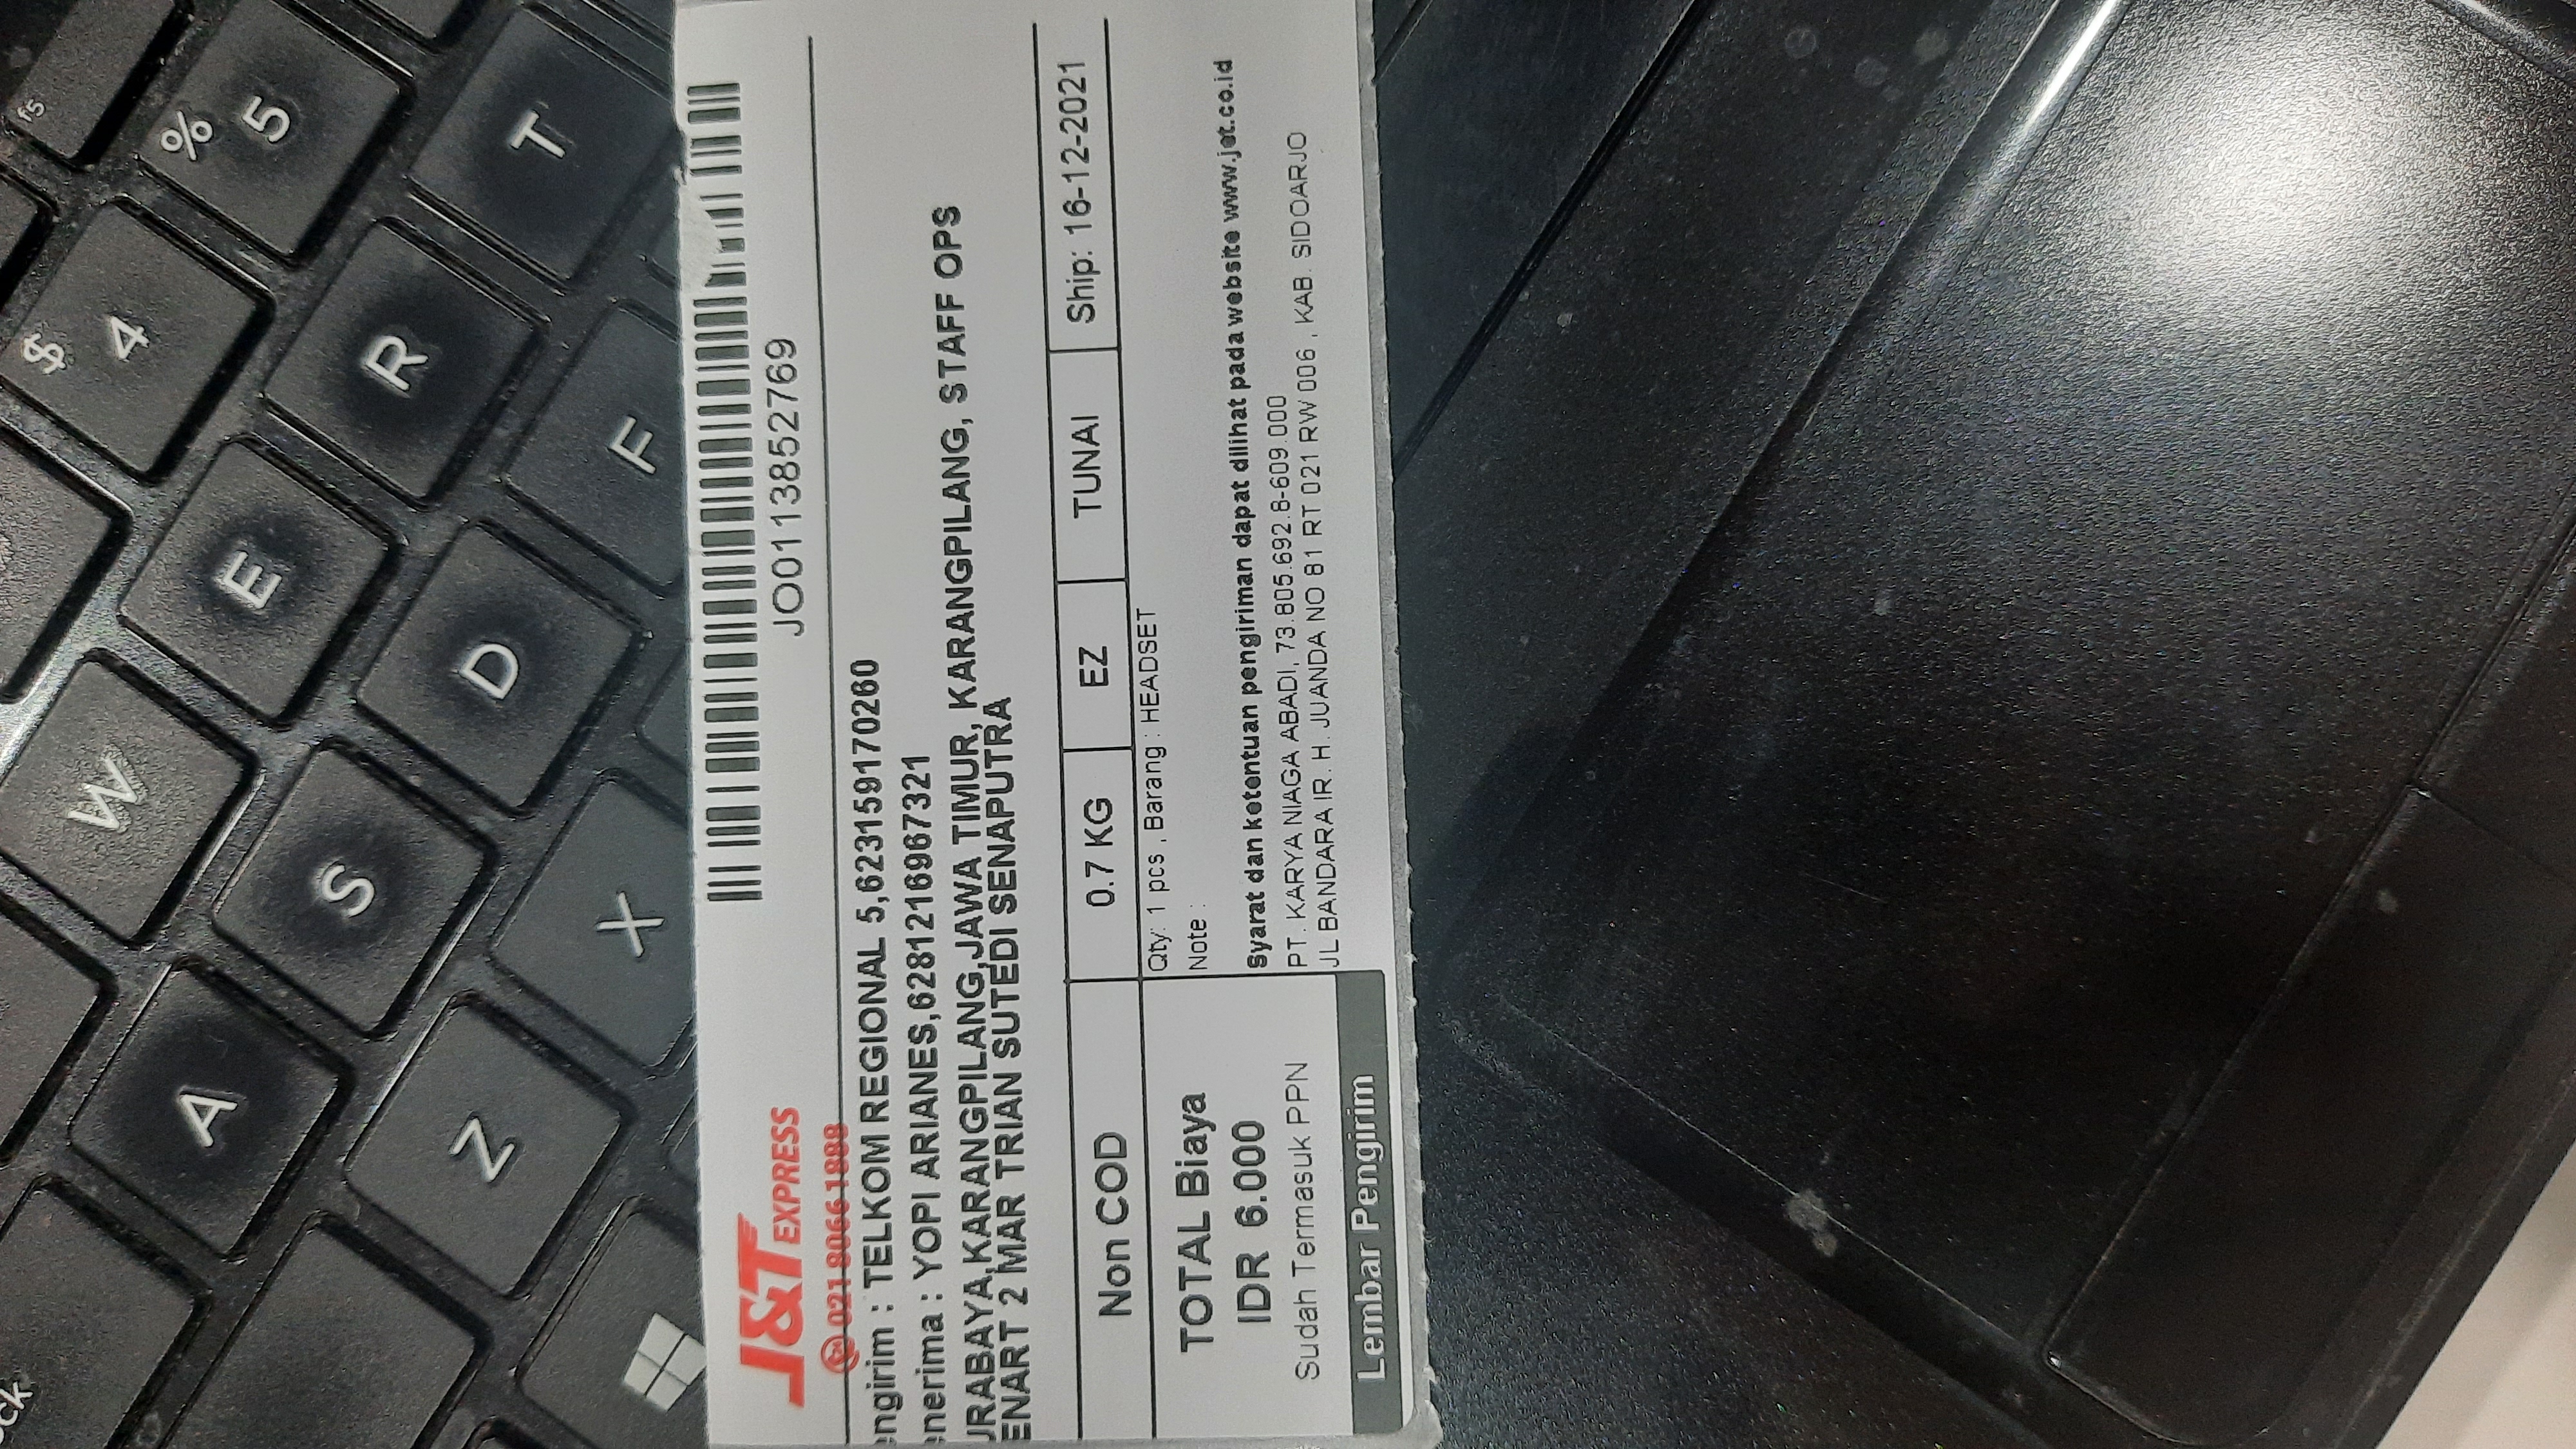 W
$
4
f5
A
E
%
5
S
R
Z
D
T
X
F
J&T EXPRESS
JO0113852769
021 8066 1888
engirim : TELKOM REGIONAL 5,623159170260
enerima : YOPI ARIANES,6281216967321
URABAYA,KARANGPILANG,JAWA TIMUR, KARANGPILANG, STAFF OPS
ENART 2 MAR TRIAN SUTEDI SENAPUTRA
Non COD 0.7 KG EZ TUNAI Ship: 16-12-2021
Qty: 1 pcs , Barang : HEADSET
TOTAL Biaya
Note :
IDR 6.000
Syarat dan ketentuan pengiriman dapat dilihat pada website www.jet.co.id
Sudah Termasuk PPN
PT. KARYA NIAGA ABADI, 73.805.692.8-609.000
JL BANDARA IR. H. JUANDA NO 81 RT 021 RW 006 , KAB. SIDOARJO
Lembar Pengirim